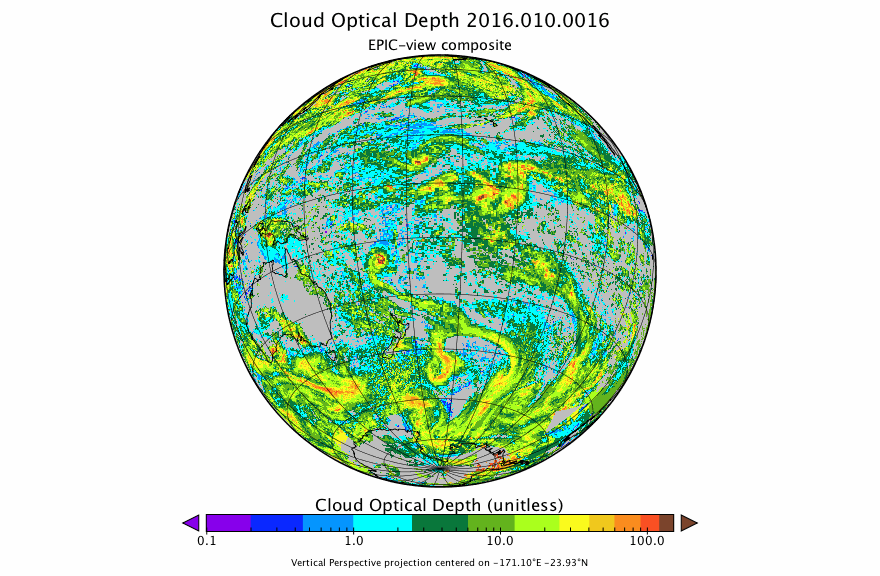 Cloud Optical Depth 2016.010.0016
EPIC-view composite
Cloud Optical Depth (unitless)
0.1 1.0 10.0 100.0
Vertical Perspective projection centered on -171.10°E -23.93°N